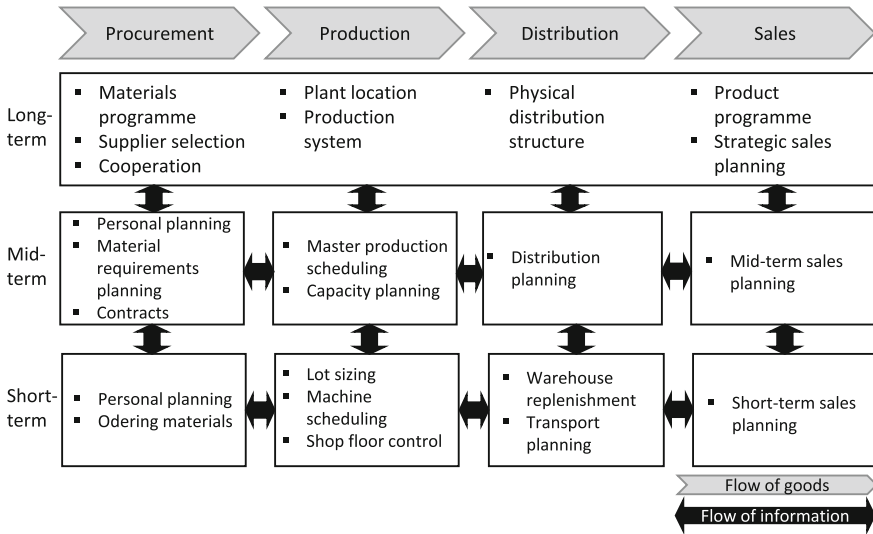 Procurement
Production
Distribution
Sales
Long-
term
▪ Materials
programme
▪ Supplier selection
▪ Cooperation
▪ Plant location
▪ Production
system
▪ Physical
distribution
structure
▪ Product
programme
▪ Strategic sales
planning
Mid-
term
▪ Personal planning
▪ Material
requirements
planning
▪ Contracts
▪ Master production
scheduling
▪ Capacity planning
▪ Distribution
planning
▪ Mid-term sales
planning
Short-
term
▪ Personal planning
▪ Odering materials
▪ Lot sizing
▪ Machine
scheduling
▪ Shop floor control
▪ Warehouse
replenishment
▪ Transport
planning
▪ Short-term sales
planning
Flow of goods
Flow of information